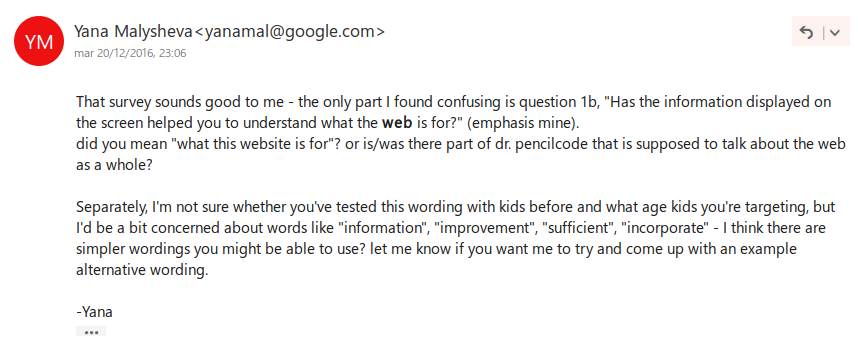 YM
Yana Malysheva<yanamal@google.com>
mar 20/12/2016, 23:06
That survey sounds good to me - the only part I found confusing is question 1b, "Has the information displayed on
the screen helped you to understand what the web is for?" (emphasis mine).
did you mean "what this website is for"? or is/was there part of dr. pencilcode that is supposed to talk about the web
as a whole?
Separately, I'm not sure whether you've tested this wording with kids before and what age kids you're targeting, but
I'd be a bit concerned about words like "information", "improvement", "sufficient", "incorporate" - I think there are
simpler wordings you might be able to use? let me know if you want me to try and come up with an example
alternative wording.
-Yana